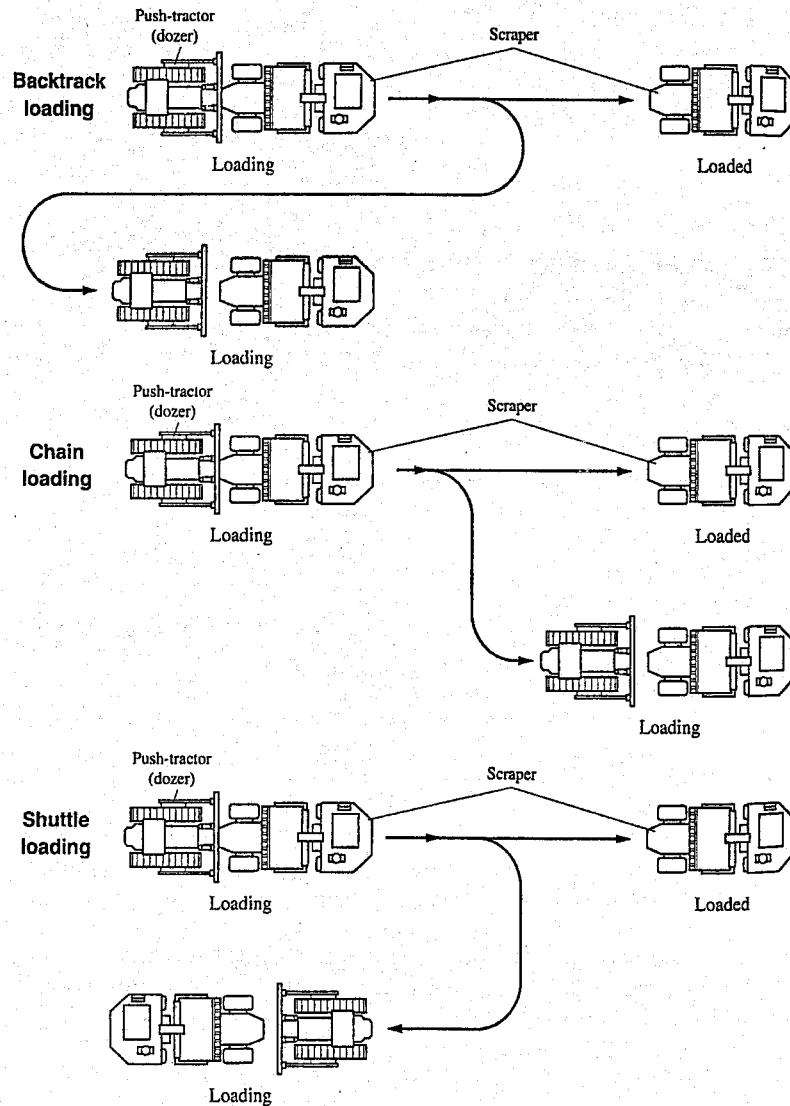 Push-tractor
(dozer)
Scraper
Backtrack
loading
Loading
Loaded
Loading
Push-tractor
(dozer)
Scraper
Chain
loading
Loading
Loaded
Loading
Push-tractor
(dozer)
Scraper
Shuttle
loading
Loading
Loaded
Loading